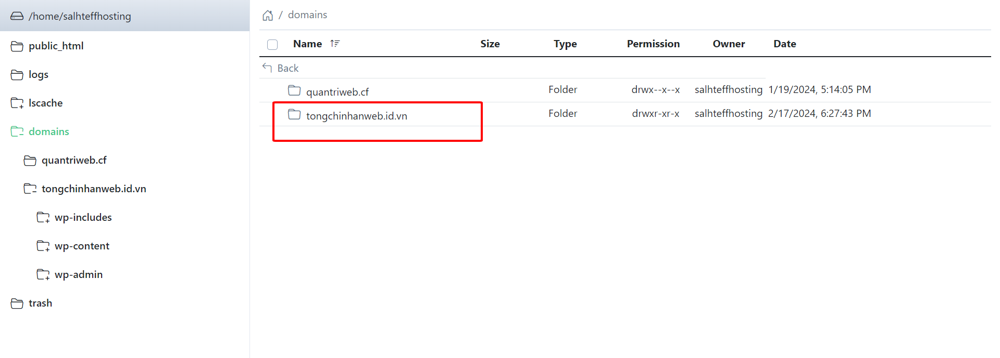 /home/salhteffhosting
public_html
logs
lscache
domains
quantriweb.cf
tongchinhanweb.id.vn
wp-includes
wp-content
wp-admin
trash
/ domains
Name Size Type Permission Owner Date
Back
quantriweb.cf Folder drwx--x--x salhteffhosting 1/19/2024, 5:14:05 PM
tongchinhanweb.id.vn Folder drwxr-xr-x salhteffhosting 2/17/2024, 6:27:43 PM